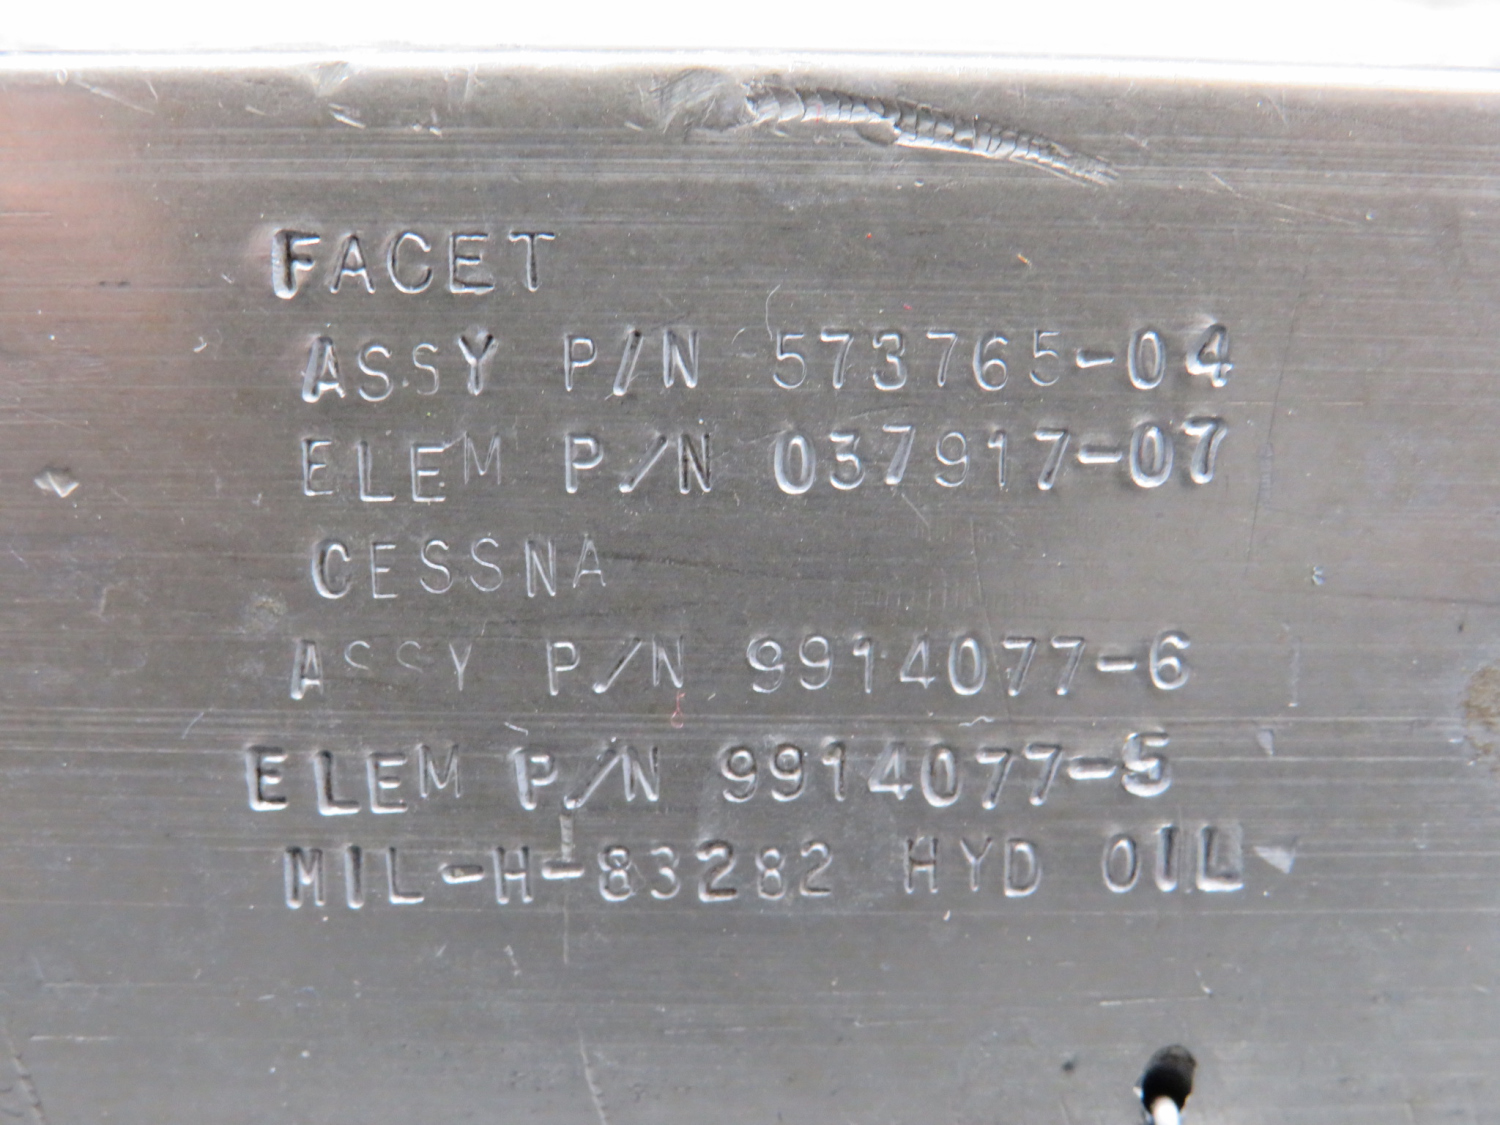 FACET
ASSY P/N 573765-04
ELEM P/N 037917-07
CESSNA
ASSY P/N 9914077-6
ELEM P/N 9914077-5
MIL-H-83282 HYD OIL